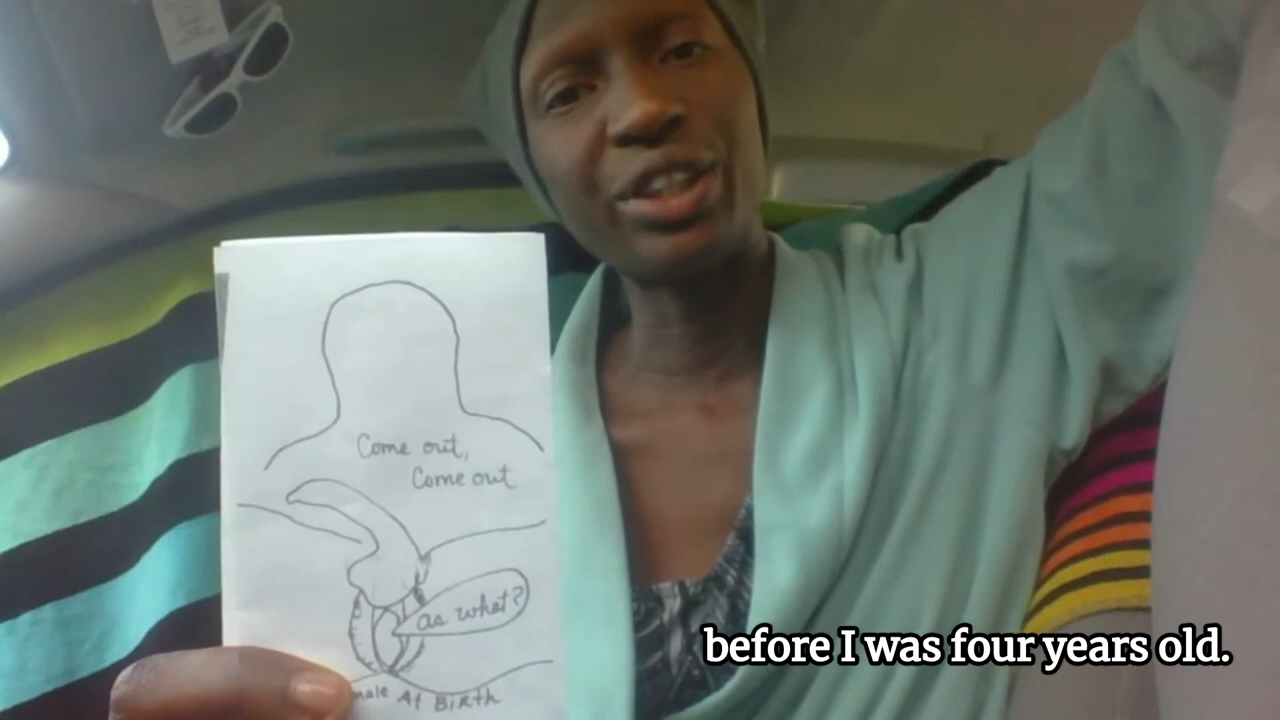 Come out,
Come out
as what?
male At Birth
before I was four years old.